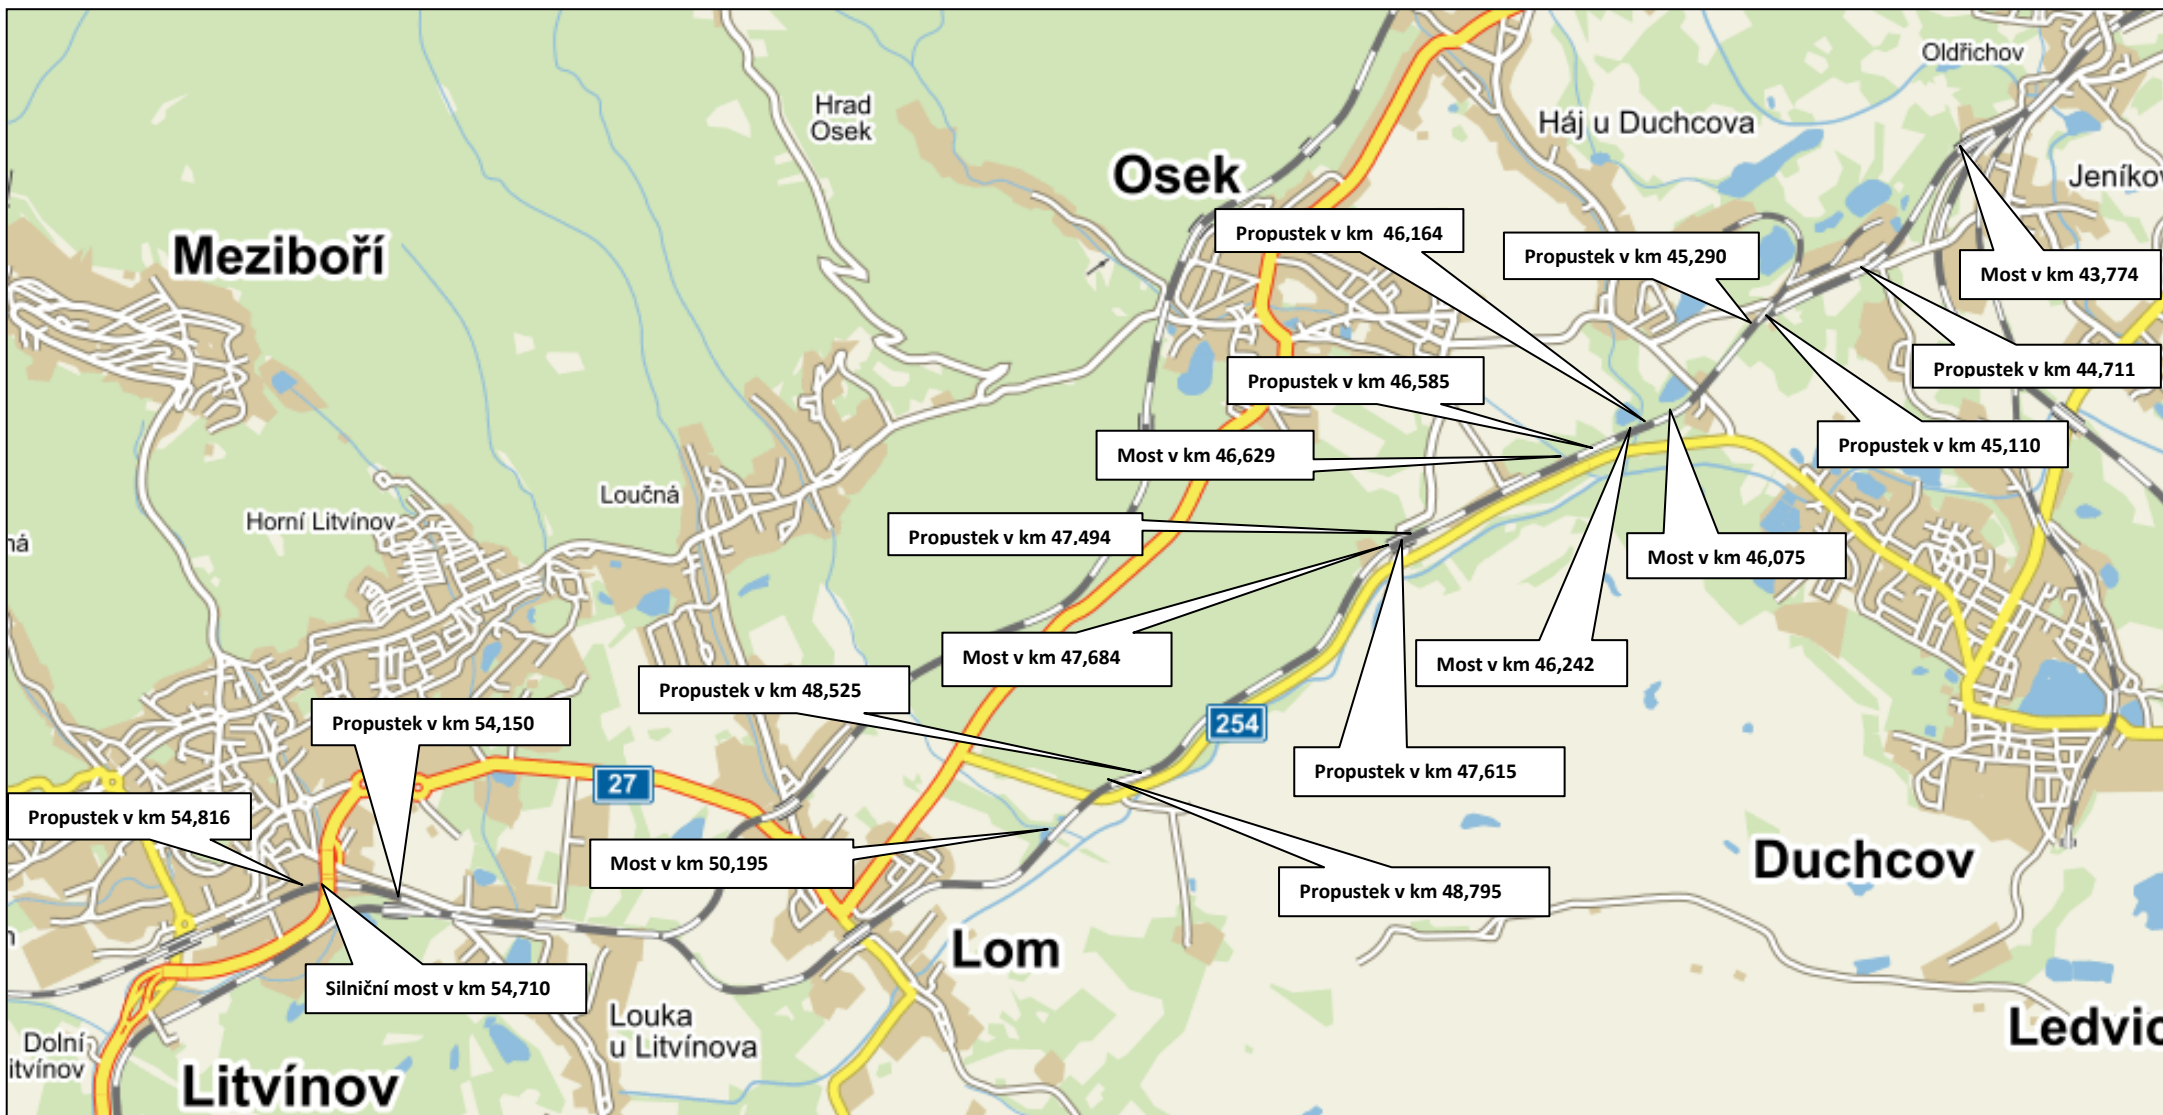 Oldřichov
Hrad
Osek
Háj u Duchcova
Osek
Jeníkov
Propustek v km  46,164
Meziboří
Propustek v km 45,290
Most v km 43,774
Propustek v km 46,585
Propustek v km 44,711
Propustek v km 45,110
Most v km 46,629
Loučná
Horní Litvínov
Propustek v km 47,494
ná
Most v km 46,075
Most v km 47,684
Most v km 46,242
Propustek v km 48,525
Propustek v km 54,150
254
Propustek v km 47,615
27
Propustek v km 54,816
Most v km 50,195
Duchcov
Propustek v km 48,795
Lom
Silniční most v km 54,710
Louka
u Litvínova
Ledvic
Dolní
Litvínov
Litvínov